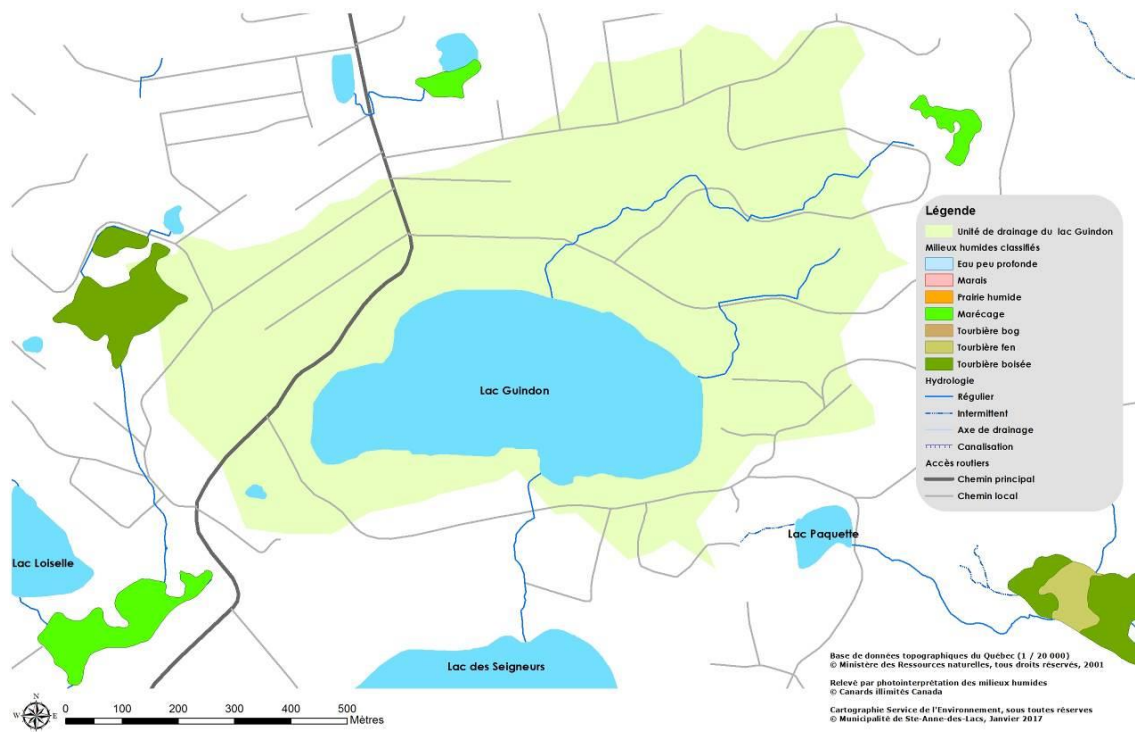 Légende
Unité de drainage du lac Guindon
Milieux humides classifiés
Eau peu profonde
Marais
Prairie humide
Marécage
Tourbière bog
Tourbière fen
Tourbière boisée
Hydrologie
Régulier
Intermittent
Axe de drainage
Canalisation
Accès routiers
Chemin principal
Chemin local
Lac Guindon
Lac Paquette
Lac Loiselle
Lac des Seigneurs
Base de données topographiques du Québec (1 / 20 000)
© Ministère des Ressources naturelles, tous droits réservés, 2001
Relevé par photointerprétation des milieux humides
© Canards illimités Canada
Cartographie Service de l'Environnement, sous toutes réserves
© Municipalité de Ste-Anne-des-Lacs, Janvier 2017
N
W E
S
0 100 200 300 400 500
Mètres